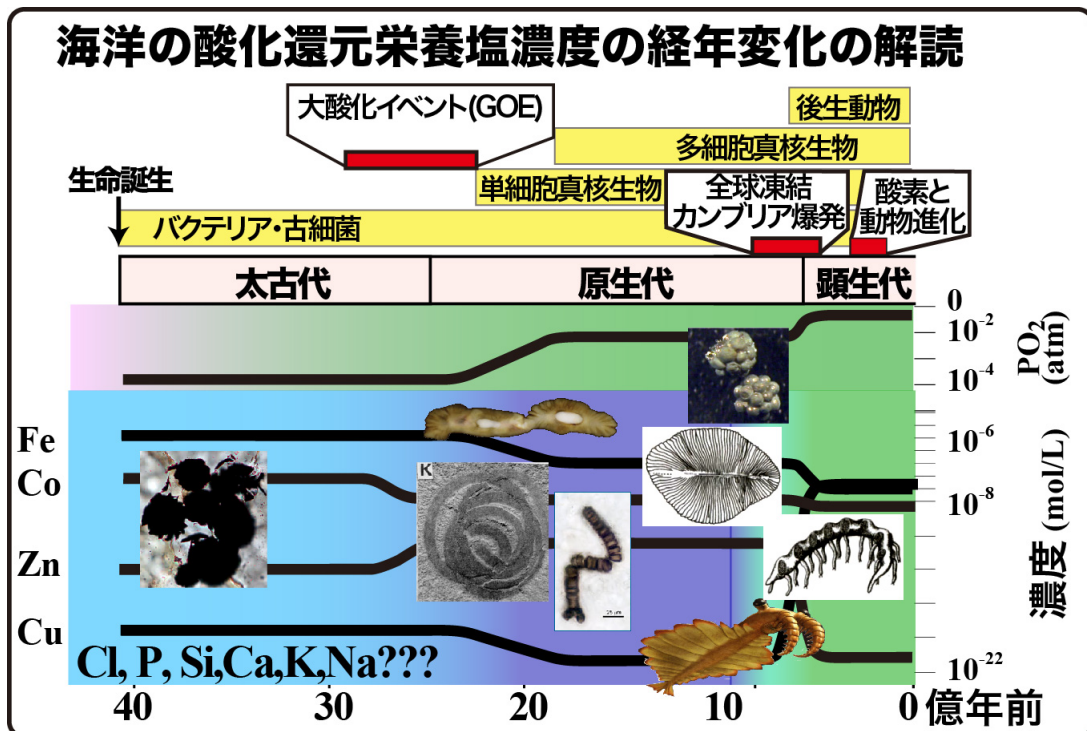 海洋の酸化還元栄養塩濃度の経年変化の解読
大酸化イベント(GOE)
後生動物
多細胞真核生物
生命誕生
単細胞真核生物
全球凍結
カンブリア爆発
酸素と
動物進化
バクテリア・古細菌
太古代
原生代
顕生代
0
10-2
10-4
PO2
(atm)
Fe
Co
Zn
Cu
K
10-6
10-8
10-22
濃度 (mol/L)
Cl, P, Si,Ca,K,Na???
40
30
20
10
0
億年前